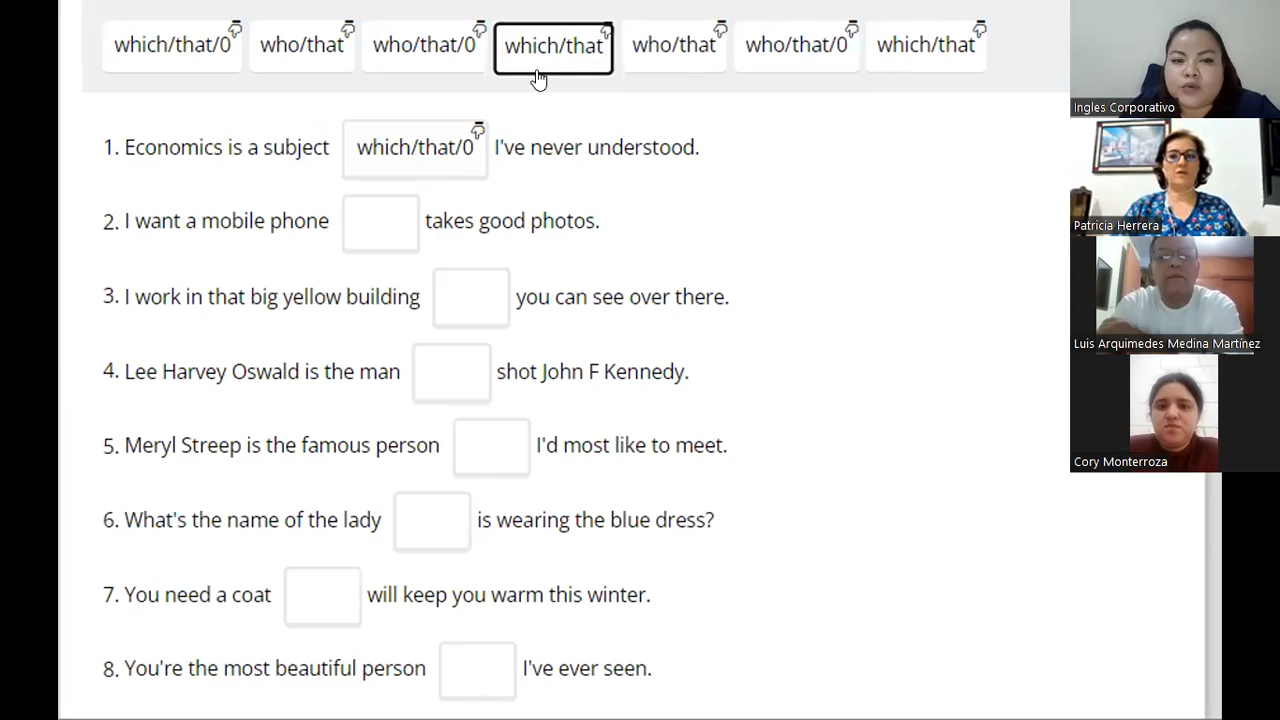 which/that/0 who/that who/that/0 which/that who/that who/that/0 which/that
1. Economics is a subject which/that/0 I've never understood.
2. I want a mobile phone takes good photos.
3. I work in that big yellow building you can see over there.
4. Lee Harvey Oswald is the man shot John F Kennedy.
5. Meryl Streep is the famous person I'd most like to meet.
6. What's the name of the lady is wearing the blue dress?
7. You need a coat will keep you warm this winter.
8. You're the most beautiful person I've ever seen.
Ingles Corporativo
Patricia Herrera
Luis Arquimedes Medina Martínez
Cory Monterroza